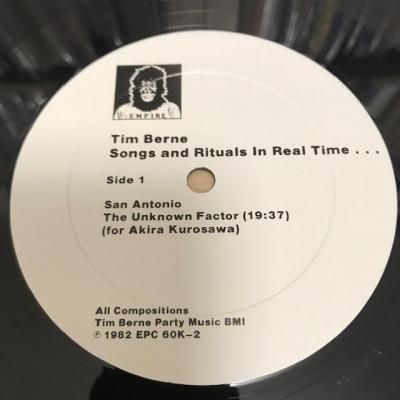 EMPIRE
Tim Berne
Songs and Rituals In Real Time . . .
Side 1
San Antonio
The Unknown Factor (19:37)
(for Akira Kurosawa)
All Compositions
Tim Berne Party Music BMI
℗ 1982 EPC 60K-2